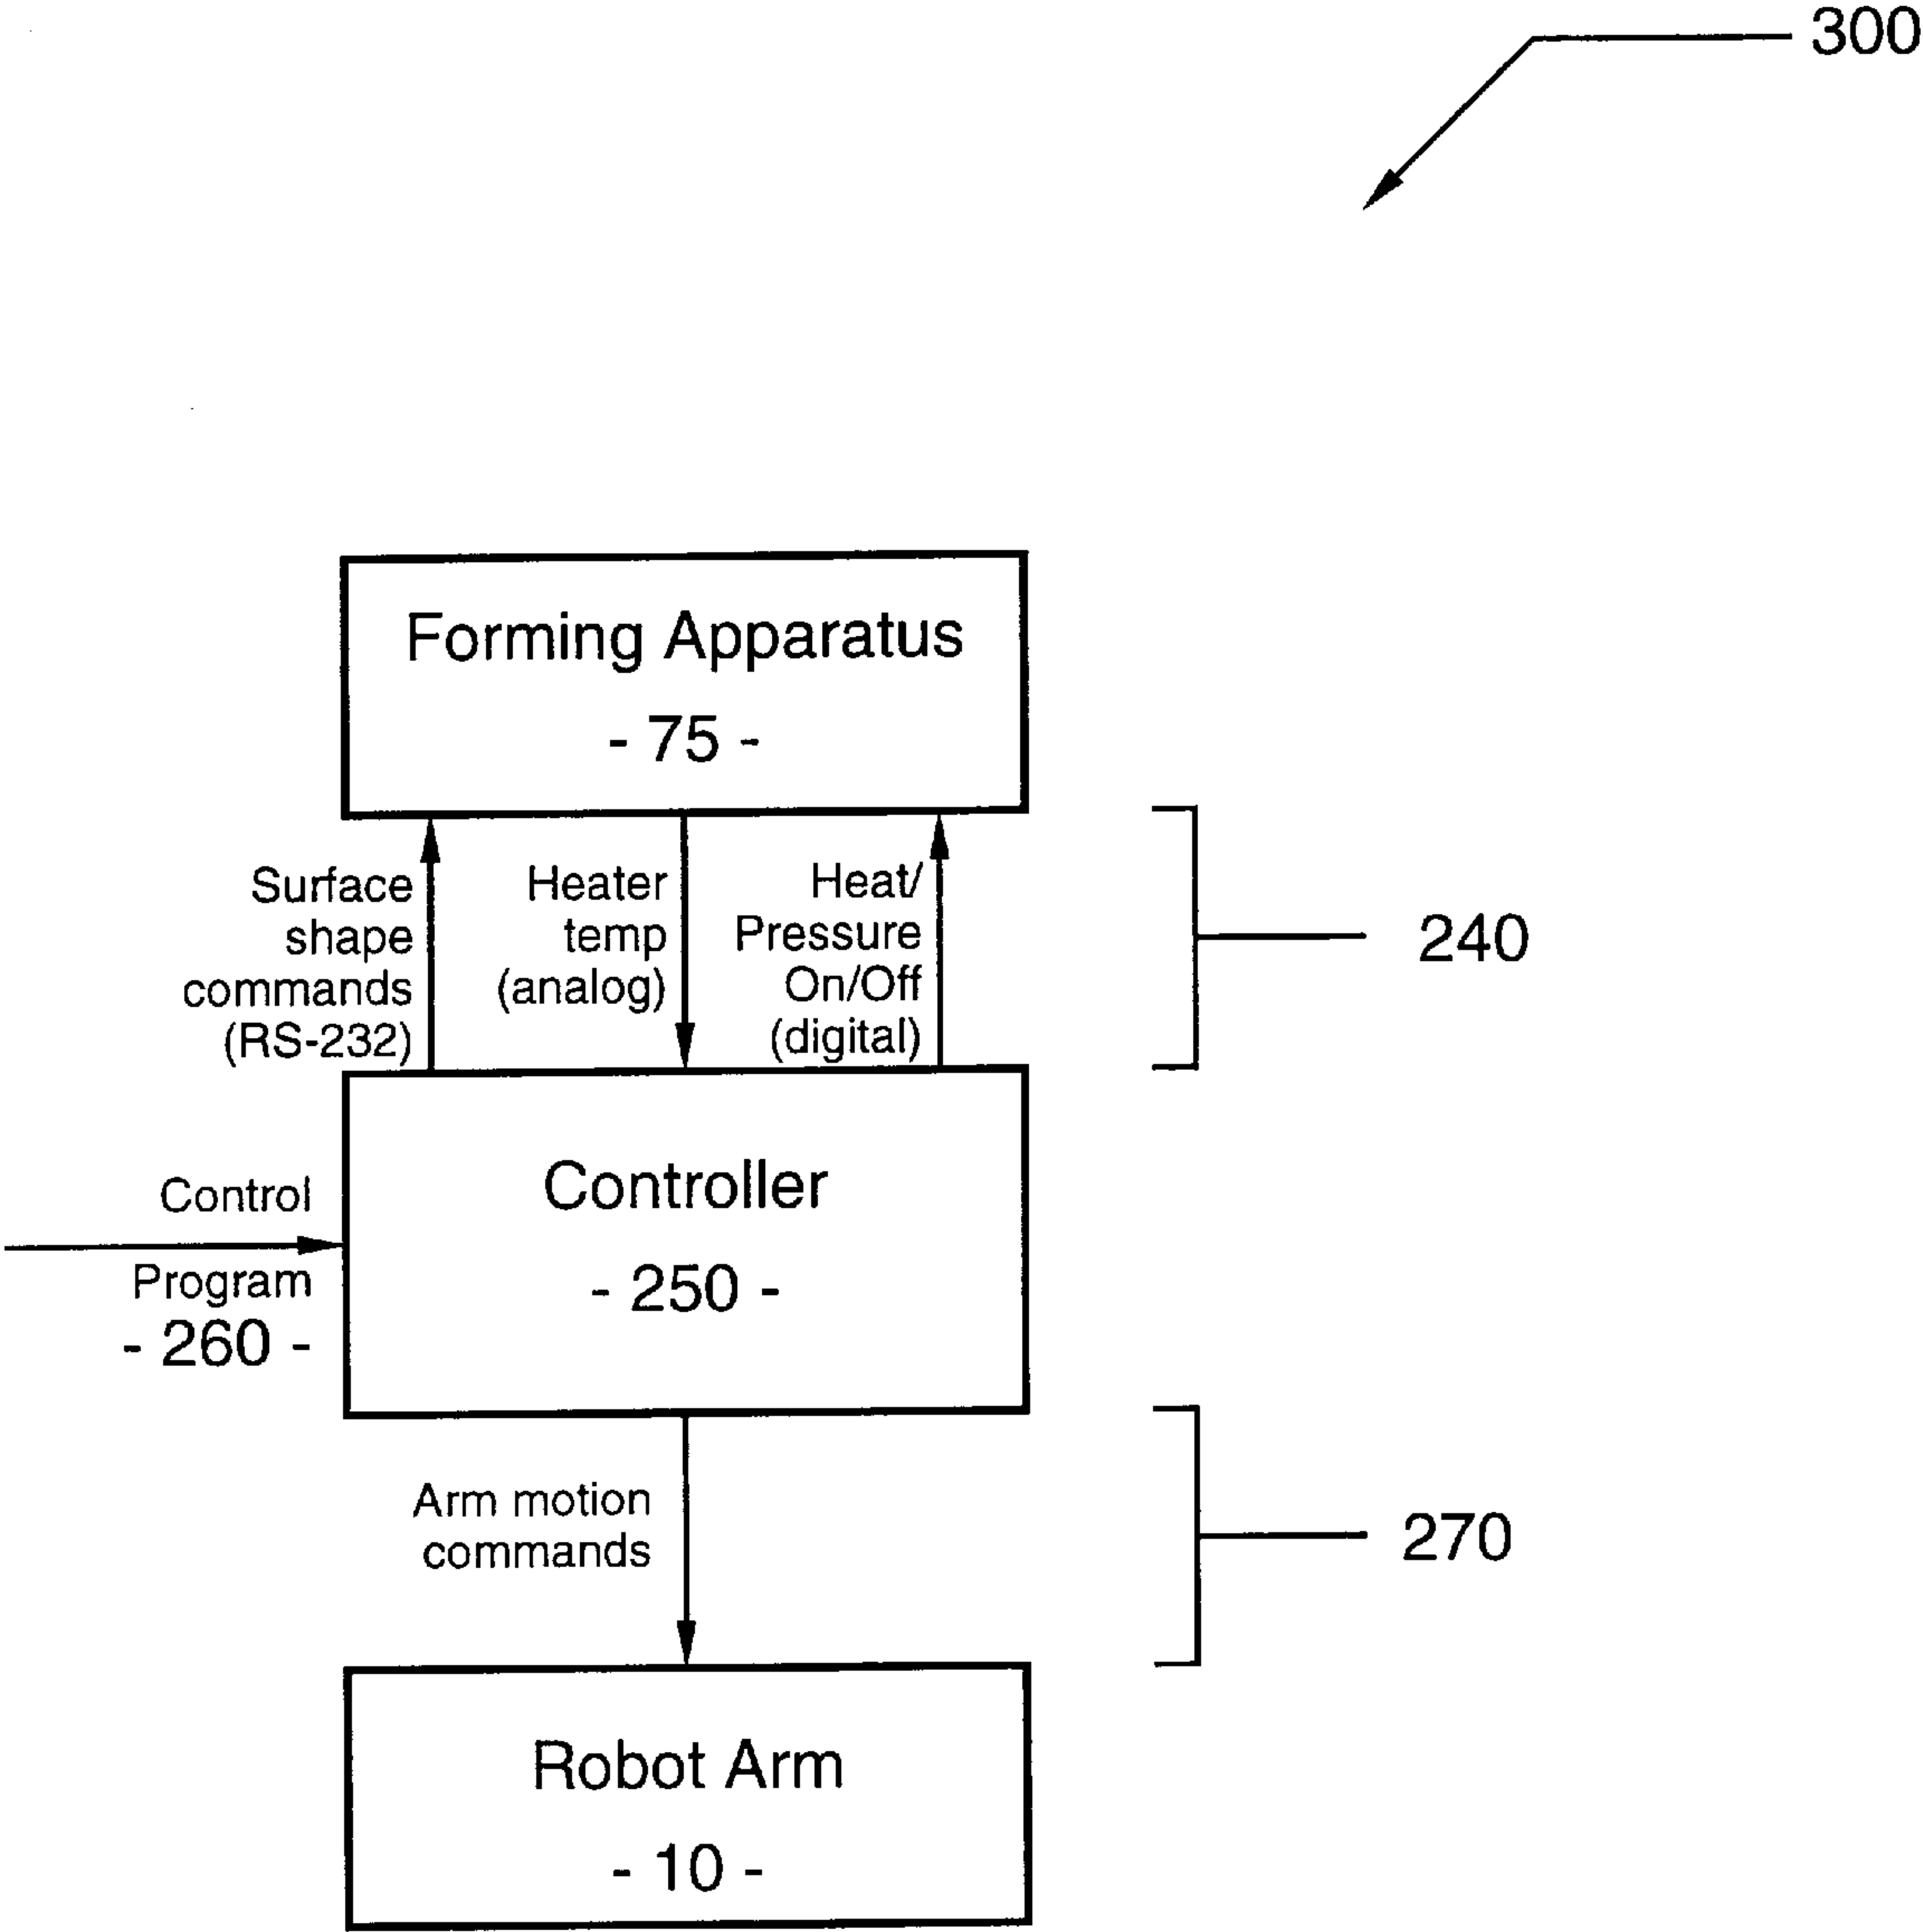 300
Forming Apparatus
- 75 -
Surface
shape
commands
(RS-232)
Heater
temp
(analog)
Heat/
Pressure
On/Off
(digital)
240
Control
Program
- 260 -
Controller
- 250 -
Arm motion
commands
270
Robot Arm
- 10 -